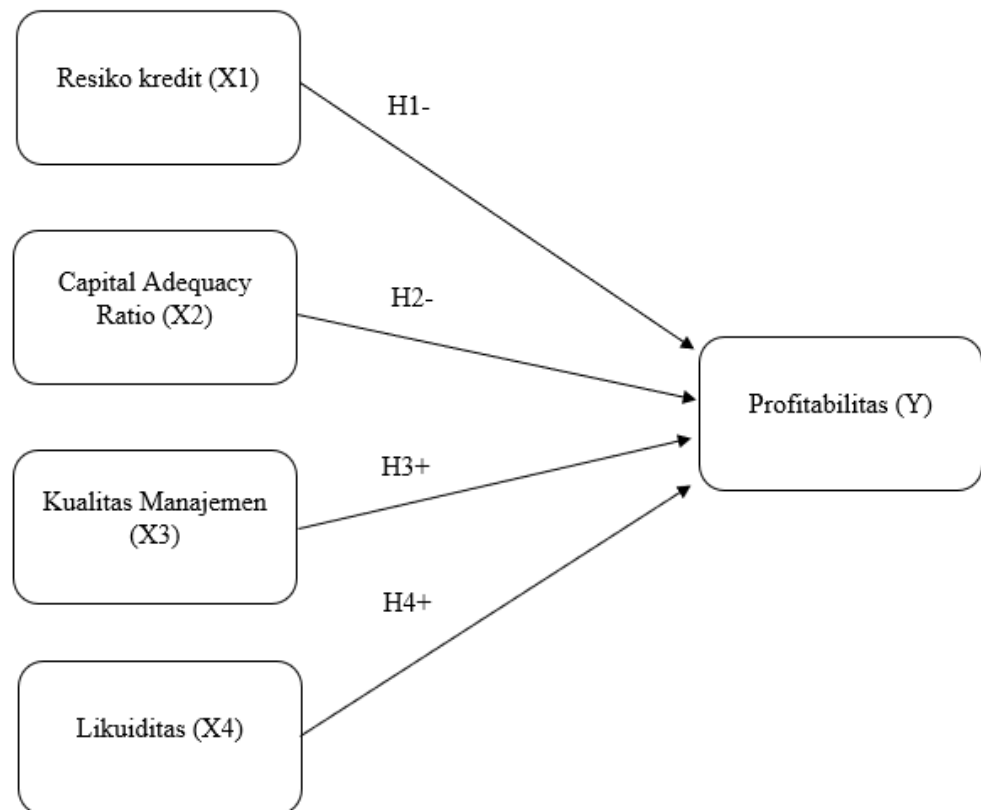 Resiko kredit (X1)
H1-
Capital Adequacy
Ratio (X2)
H2-
Profitabilitas (Y)
Kualitas Manajemen
(X3)
H3+
H4+
Likuiditas (X4)